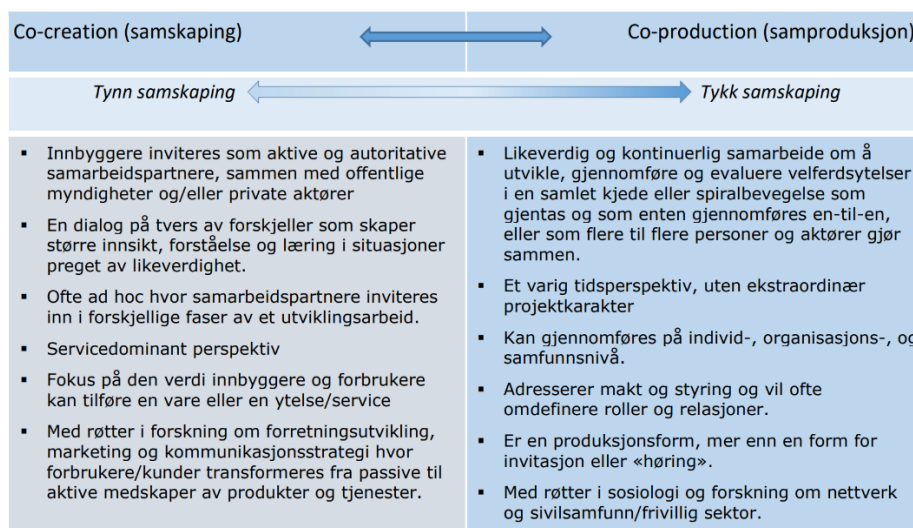 Co-creation (samskaping)
Co-production (samproduksjon)
Tynn samskaping
Tykk samskaping
▪ Innbyggere inviteres som aktive og autoritative
samarbeidspartnere, sammen med offentlige
myndigheter og/eller private aktører
▪ En dialog på tvers av forskjeller som skaper
større innsikt, forståelse og læring i situasjoner
preget av likeverdighet.
▪ Ofte ad hoc hvor samarbeidspartnere inviteres
inn i forskjellige faser av et utviklingsarbeid.
▪ Servicedominant perspektiv
▪ Fokus på den verdi innbyggere og forbrukere
kan tilføre en vare eller en ytelse/service
▪ Med røtter i forskning om forretningsutvikling,
marketing og kommunikasjonsstrategi hvor
forbrukere/kunder transformeres fra passive til
aktive medskaper av produkter og tjenester.
▪ Likeverdig og kontinuerlig samarbeide om å
utvikle, gjennomføre og evaluere velferdsytelser
i en samlet kjede eller spiralbevegelse som
gjentas og som enten gjennomføres en-til-en,
eller som flere til flere personer og aktører gjør
sammen.
▪ Et varig tidsperspektiv, uten ekstraordinær
projektkarakter
▪ Kan gjennomføres på individ-, organisasjons-, og
samfunnsnivå.
▪ Adresserer makt og styring og vil ofte
omdefinere roller og relasjoner.
▪ Er en produksjonsform, mer enn en form for
invitasjon eller «høring».
▪ Med røtter i sosiologi og forskning om nettverk
og sivilsamfunn/frivillig sektor.